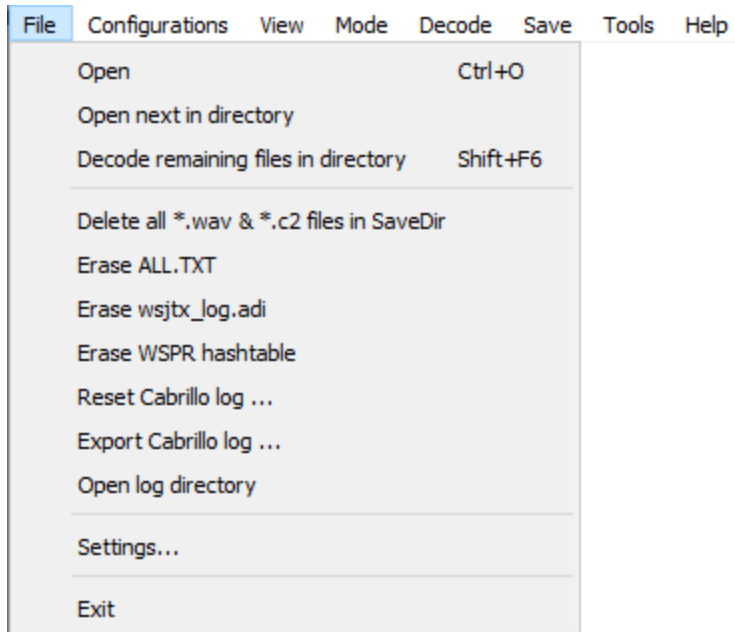 File Configurations View Mode Decode Save Tools Help
Open Ctrl+O
Open next in directory
Decode remaining files in directory Shift+F6
Delete all *.wav & *.c2 files in SaveDir
Erase ALL.TXT
Erase wsjtx_log.adi
Erase WSPR hashtable
Reset Cabrillo log ...
Export Cabrillo log ...
Open log directory
Settings...
Exit